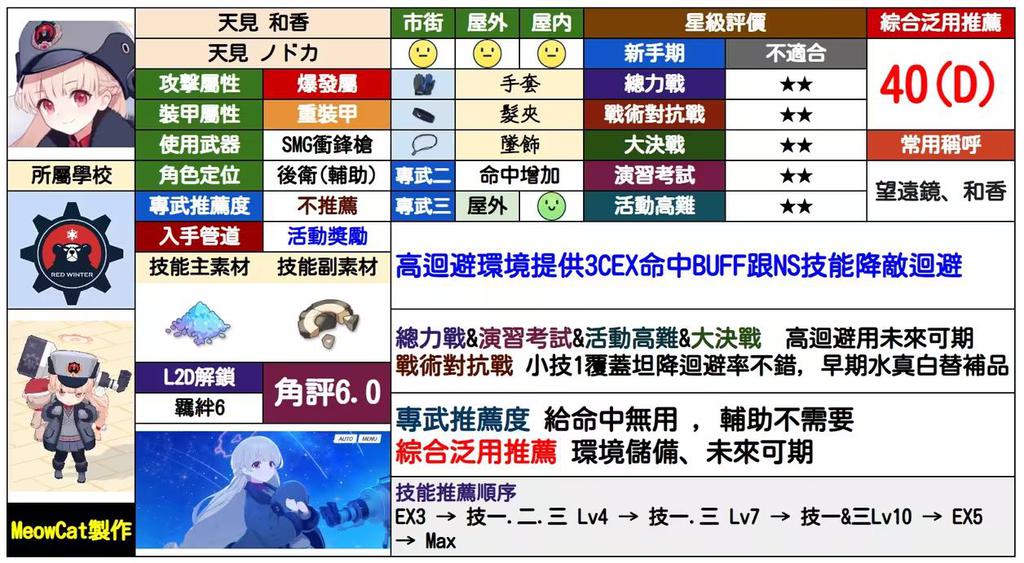 天見 和香
市街
屋外
屋内
星級評價
綜合泛用推薦
天見 ノドカ
新手期
不適合
40(D)
攻擊屬性
爆發屬
手套
總力戰
★★
裝甲屬性
重裝甲
髮夾
戰術對抗戰
★★
使用武器
SMG衝鋒槍
墜飾
大決戰
★★
常用稱呼
所屬學校
角色定位
後衛(輔助)
專武二
命中增加
演習考試
★★
望遠鏡、和香
專武推薦度
不推薦
專武三
屋外
活動高難
★★
RED WINTER
入手管道
活動獎勵
高迴避環境提供3CEX命中BUFF跟NS技能降敵迴避
技能主素材
技能副素材
總力戰&演習考試&活動高難&大決戰 高迴避用未來可期
戰術對抗戰 小技1覆蓋坦降迴避率不錯，早期水真白替補品
L2D解鎖
角評6.0
羈絆6
專武推薦度 給命中無用 ，輔助不需要
綜合泛用推薦 環境儲備、未來可期
AUTO
MENU
技能推薦順序
EX3 → 技一.二.三 Lv4 → 技一.三 Lv7 → 技一&三Lv10 → EX5
→ Max
MeowCat製作